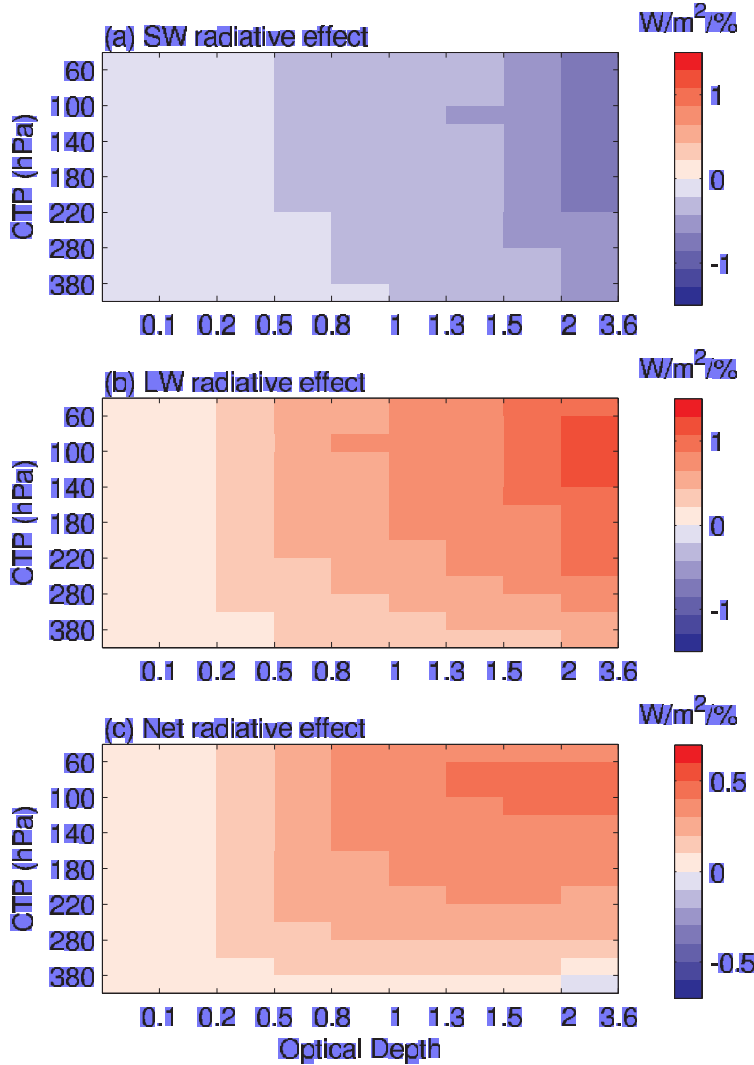 (a) SW radiative effect
W/m²/%
60
100
140
180
220
280
380
CTP (hPa)
1
0
-1
0.1 0.2 0.5 0.8 1 1.3 1.5 2 3.6
(b) LW radiative effect
W/m²/%
60
100
140
180
220
280
380
CTP (hPa)
1
0
-1
0.1 0.2 0.5 0.8 1 1.3 1.5 2 3.6
(c) Net radiative effect
W/m²/%
60
100
140
180
220
280
380
CTP (hPa)
0.5
0
-0.5
0.1 0.2 0.5 0.8 1 1.3 1.5 2 3.6
Optical Depth